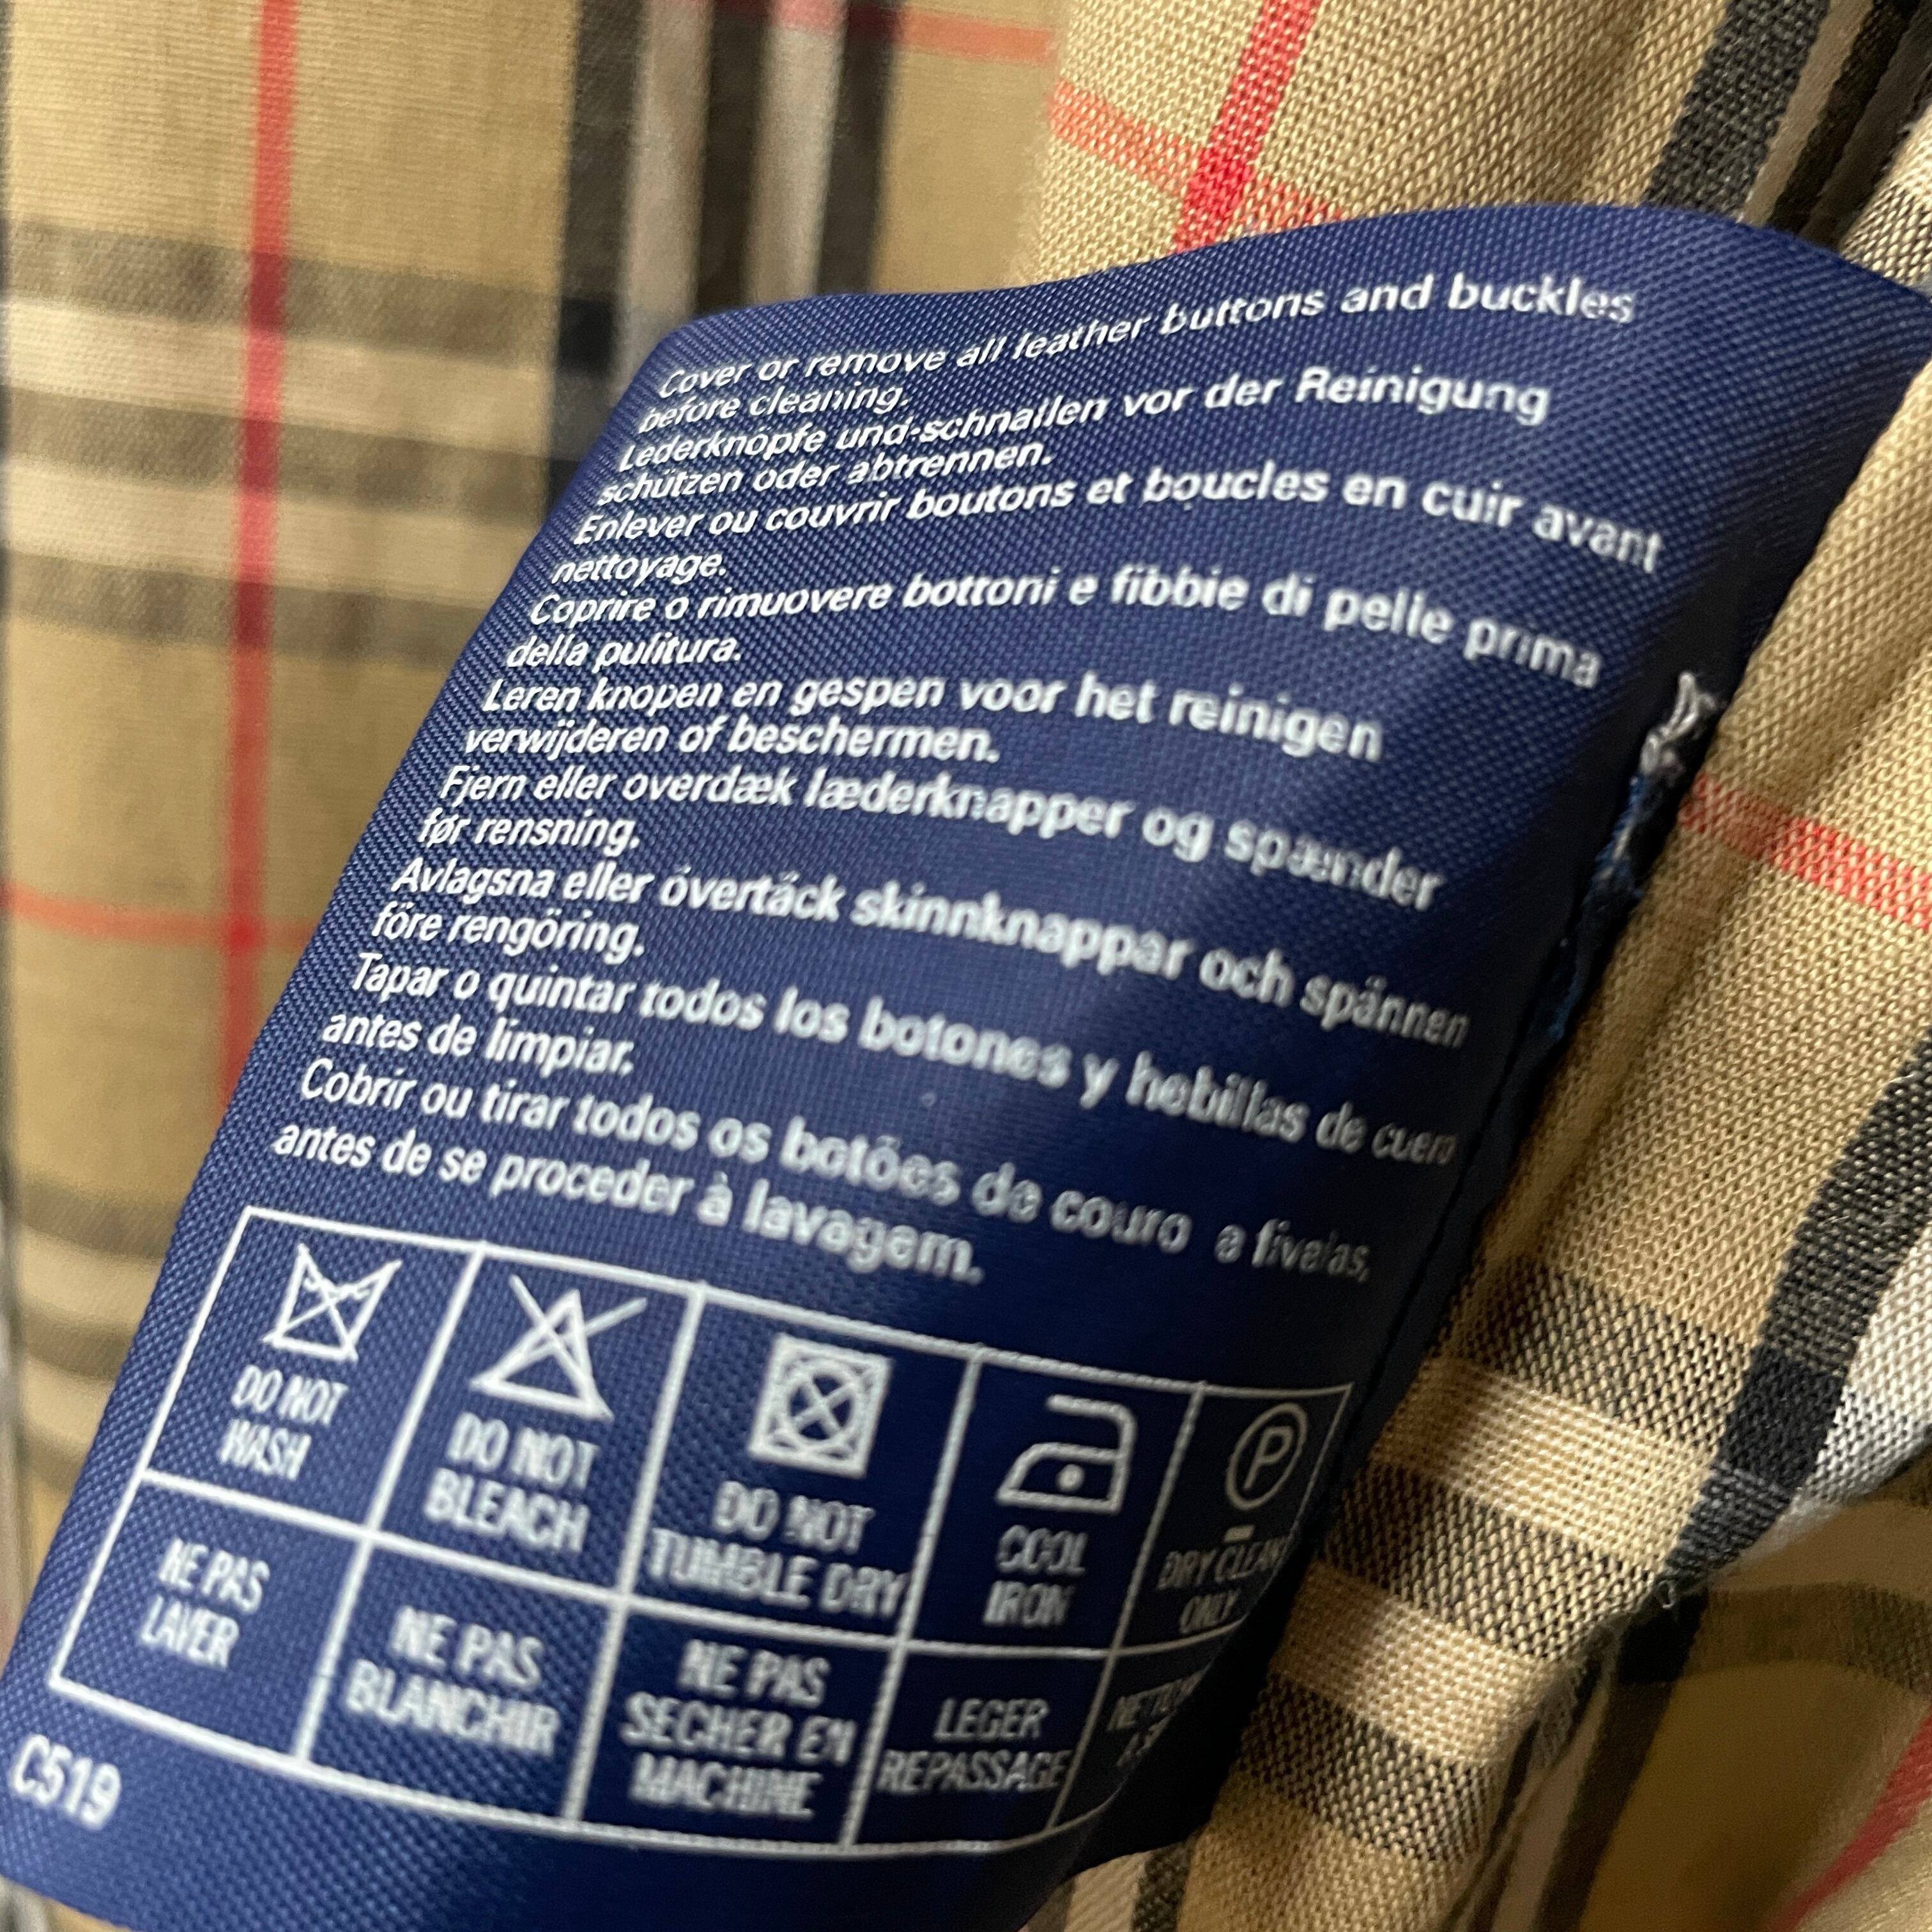 Cover or remove all leather buttons and buckles
before cleaning.
Lederknöpfe und-schnallen vor der Reinigung
schützen oder abtrennen.
Enlever ou couvrir boutons et boucles en cuir avant
nettoyage.
Coprire o rimuovere bottoni e fibbie di pelle prima
della pulitura.
Leren knopen en gespen voor het reinigen
verwijderen of beschermen.
Fjern eller overdæk læderknapper og spænder
før rensning.
Avlagsna eller övertäck skinnknappar och spännen
före rengöring.
Tapar o quintar todos los botones y hebillas de cuero
antes de limpiar.
Cobrir ou tirar todos os botões de couro e fivelas,
antes de se proceder à lavagem.
DO NOT
WASH
DO NOT
BLEACH
DO NOT
TUMBLE DRY
COOL
IRON
P
DRY CLEAN
ONLY
NE PAS
LAVER
NE PAS
BLANCHIR
NE PAS
SECHER EN
MACHINE
LEGER
REPASSAGE
C519